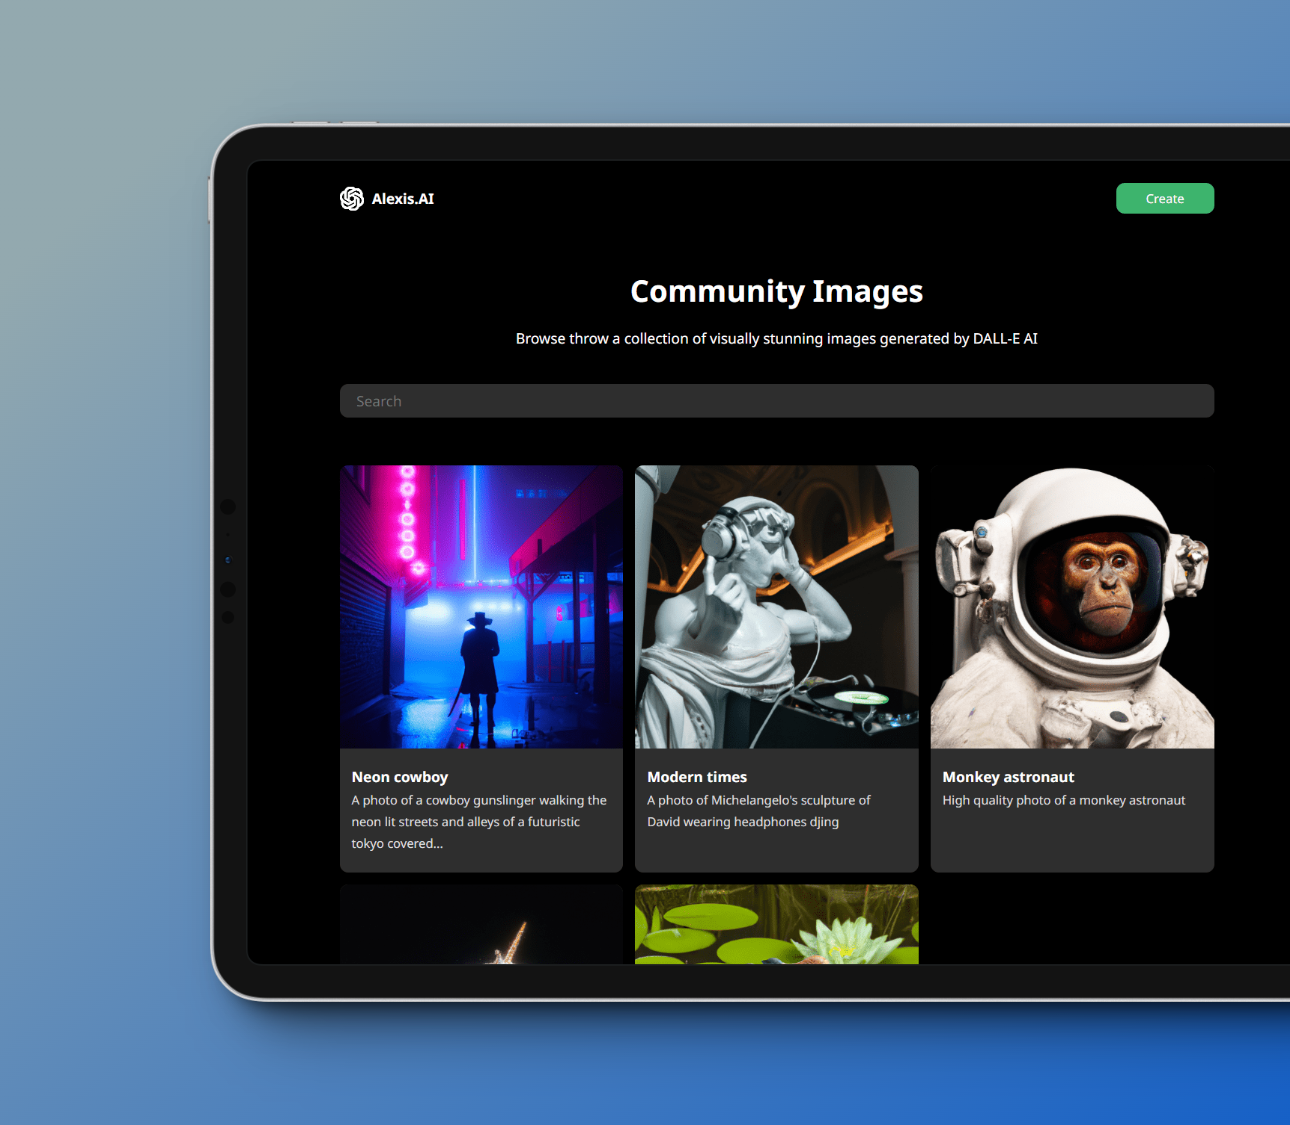 Alexis.AI
Create
Community Images
Browse throw a collection of visually stunning images generated by DALL-E AI
Search
Neon cowboy
A photo of a cowboy gunslinger walking the
neon lit streets and alleys of a futuristic
tokyo covered...
Modern times
A photo of Michelangelo's sculpture of
David wearing headphones djing
Monkey astronaut
High quality photo of a monkey astronaut